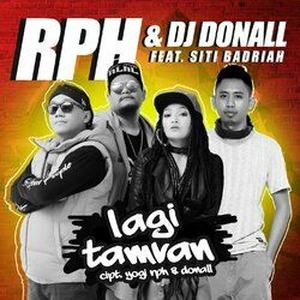 RPH & DJ DONALL
FEAT. SITI BADRIAH
lagi
tamvan
cipt. yogi rph & donall